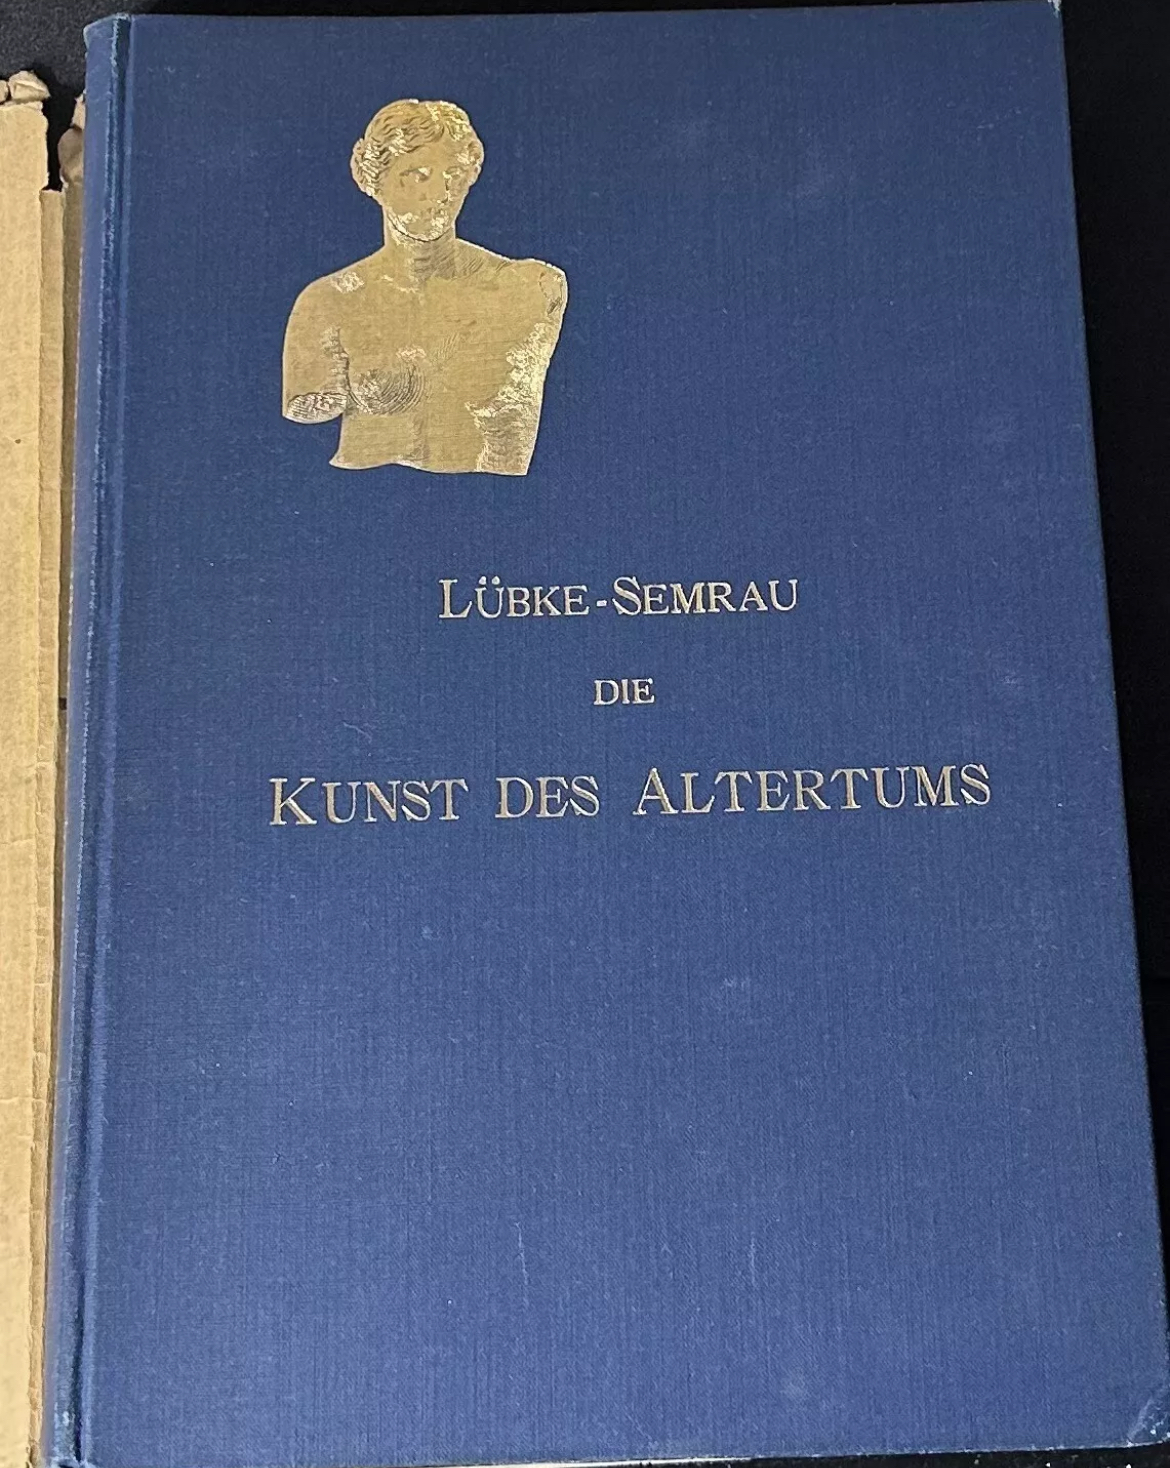 LÜBKE-SEMRAU
DIE
KUNST DES ALTERTUMS